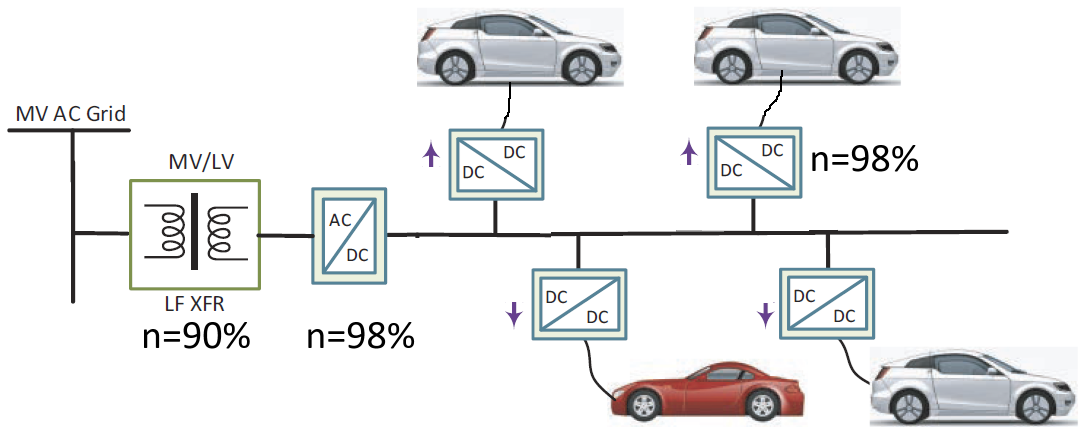 MV AC Grid
MV/LV
LF XFR
n=90%
AC
DC
n=98%
DC
DC
DC
DC
n=98%
DC
DC
DC
DC